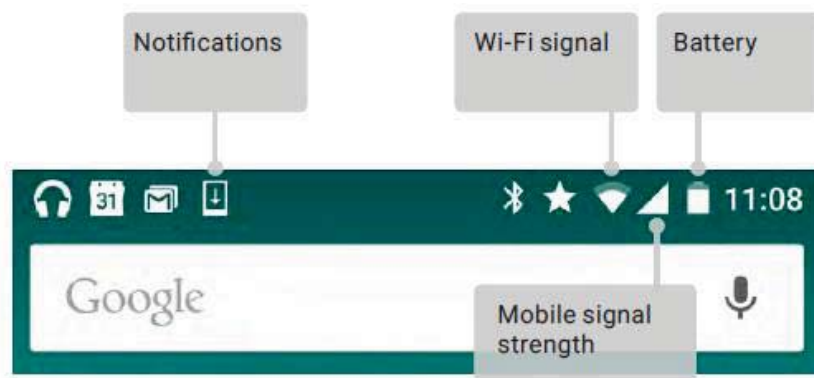 Notifications
Wi-Fi signal
Battery
31
11:08
Google
Mobile signal
strength